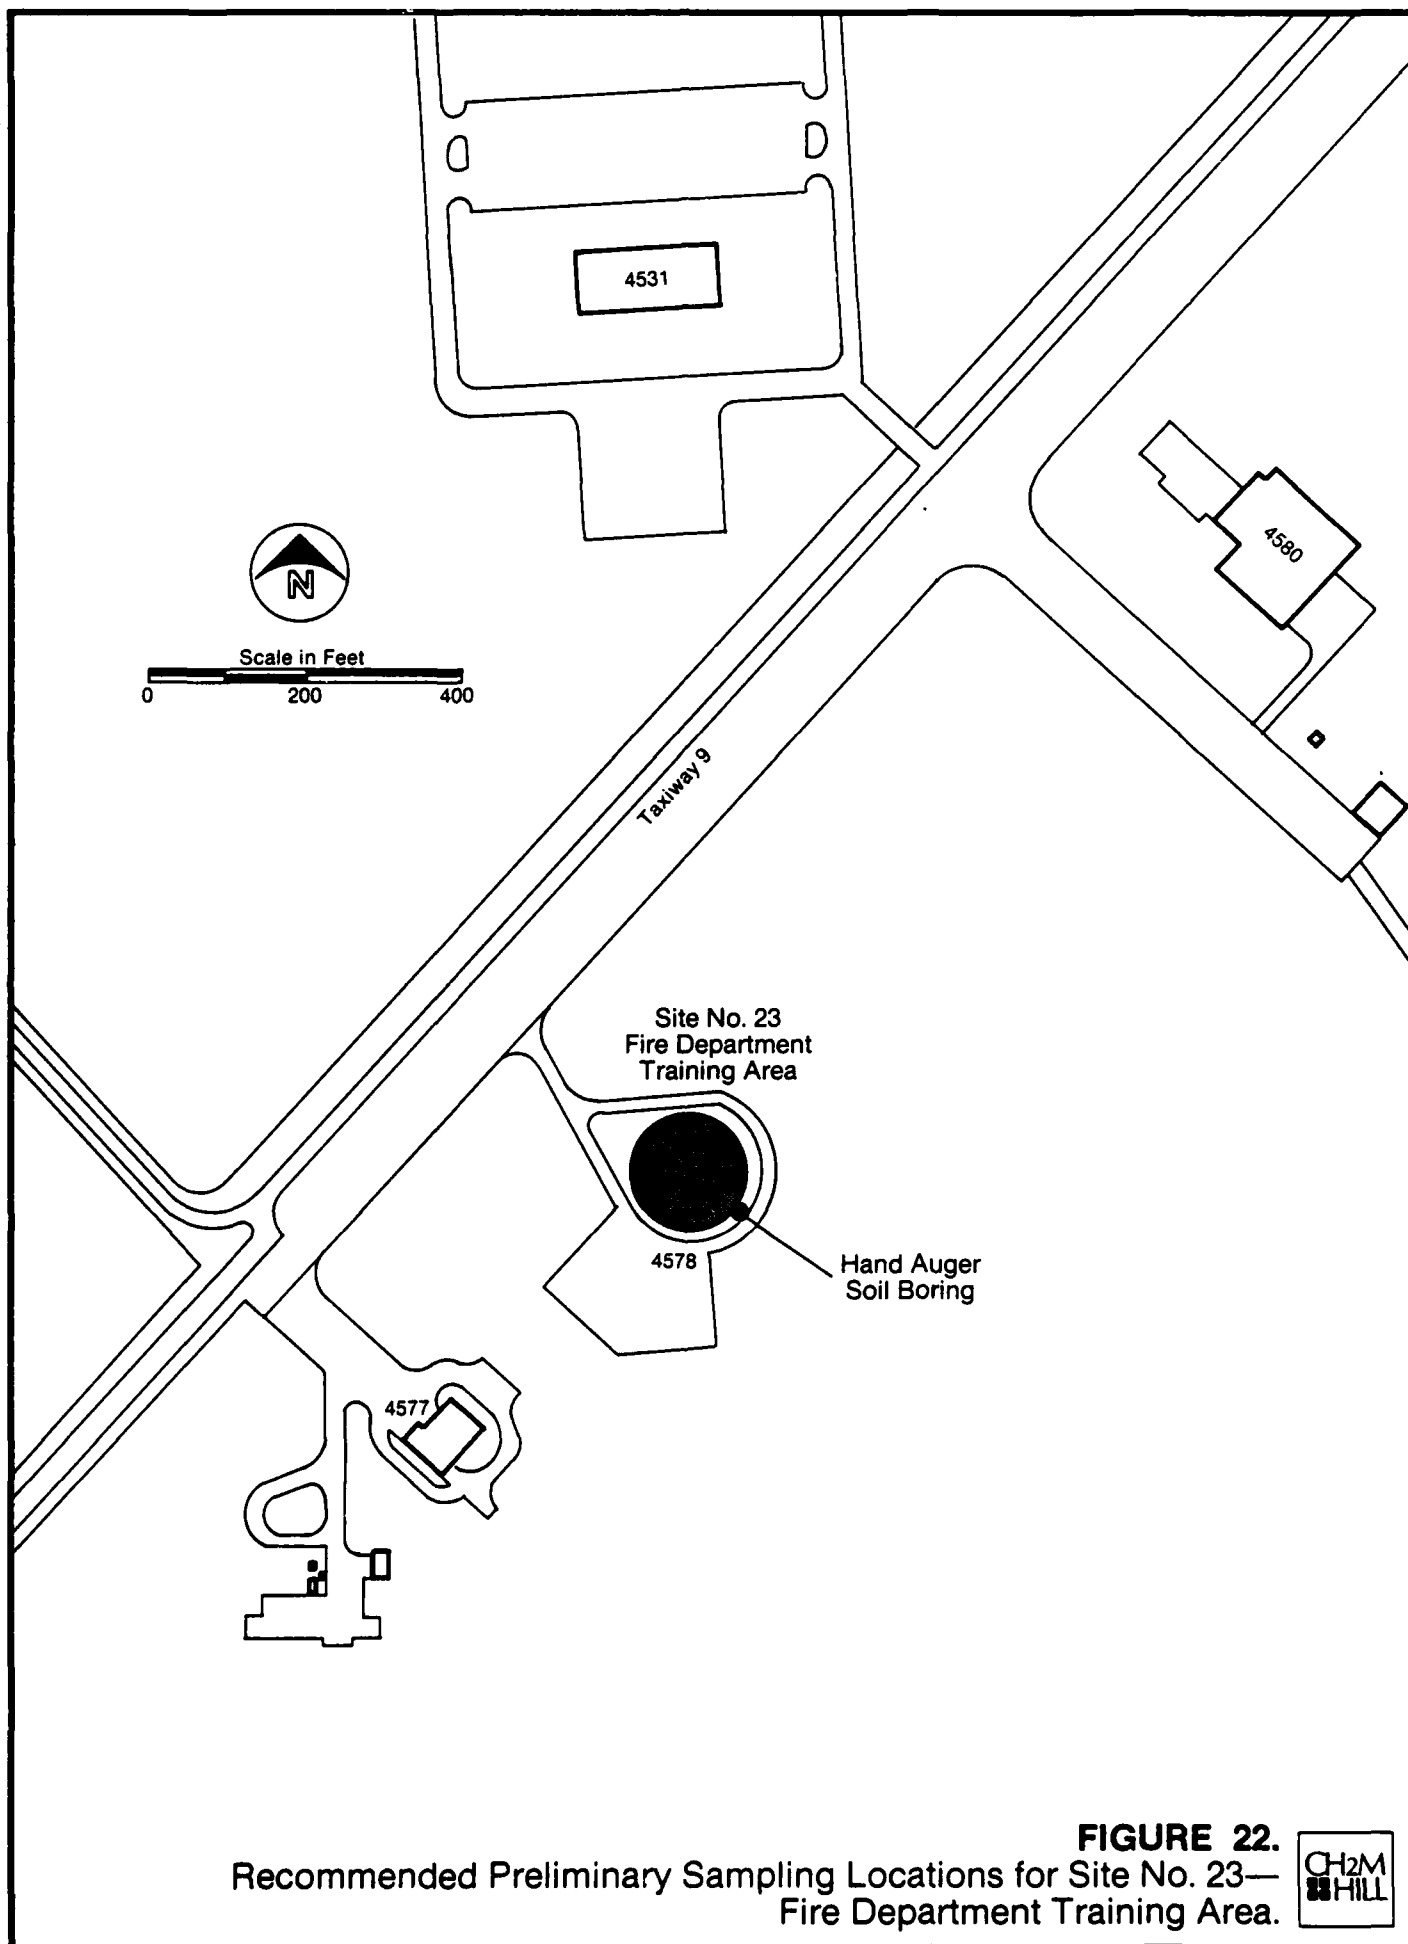 4531
4580
N
Scale in Feet
0 200 400
Taxiway 9
Site No. 23
Fire Department
Training Area
4578
Hand Auger
Soil Boring
4577
FIGURE 22.
Recommended Preliminary Sampling Locations for Site No. 23—
Fire Department Training Area.
CH2M
HILL